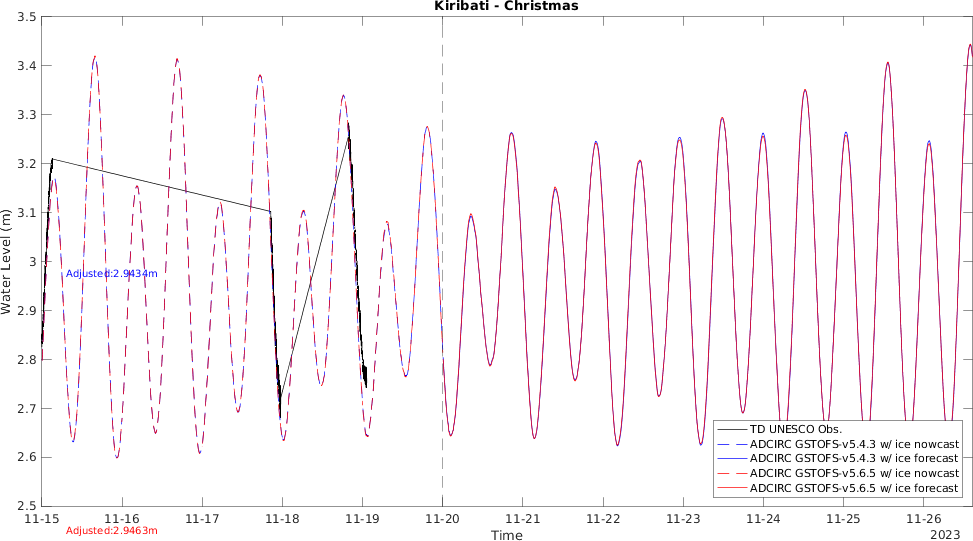 Kiribati - Christmas
3.5
3.4
3.3
3.2
3.1
3
2.9
2.8
2.7
2.6
2.5
Water Level (m)
Adjusted:2.9434m
TD UNESCO Obs.
ADCIRC GSTOFS-v5.4.3 w/ ice nowcast
ADCIRC GSTOFS-v5.4.3 w/ ice forecast
ADCIRC GSTOFS-v5.6.5 w/ ice nowcast
ADCIRC GSTOFS-v5.6.5 w/ ice forecast
11-15 11-16 11-17 11-18 11-19 11-20 11-21 11-22 11-23 11-24 11-25 11-26
Adjusted:2.9463m
Time
2023